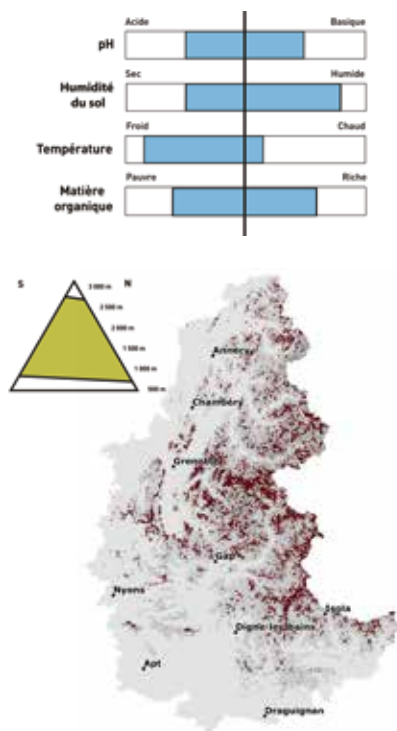 Acide Basique
pH
Sec Humide
Humidité
du sol
Froid Chaud
Température
Pauvre Riche
Matière
organique
S N
3 000 m
2 500 m
2 000 m
1 500 m
1 000 m
500 m
Annecy
Chambéry
Grenoble
Gap
Nyons
Isola
Digne-les-bains
Apt
Draguignan